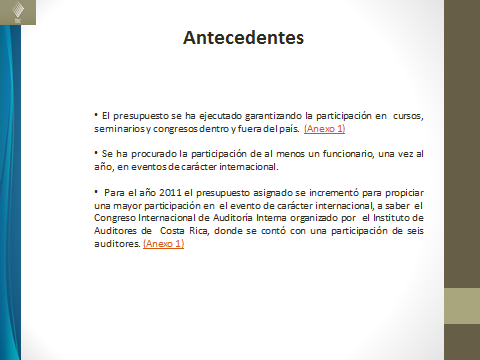 Antecedentes
• El presupuesto se ha ejecutado garantizando la participación en cursos,
seminarios y congresos dentro y fuera del país. (Anexo 1)
• Se ha procurado la participación de al menos un funcionario, una vez al
año, en eventos de carácter internacional.
• Para el año 2011 el presupuesto asignado se incrementó para propiciar
una mayor participación en el evento de carácter internacional, a saber el
Congreso Internacional de Auditoría Interna organizado por el Instituto de
Auditores de Costa Rica, donde se contó con una participación de seis
auditores. (Anexo 1)